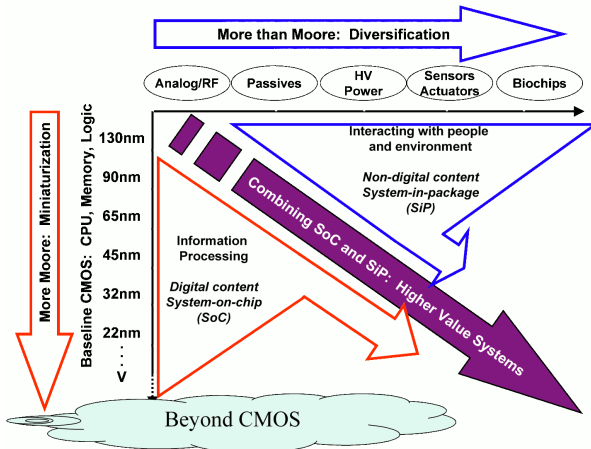 More than Moore: Diversification
Analog/RF
Passives
HV
Power
Sensors
Actuators
Biochips
More Moore: Miniaturization
Baseline CMOS: CPU, Memory, Logic
130nm
90nm
65nm
45nm
32nm
22nm
.
.
.
V
Interacting with people
and environment
Non-digital content
System-in-package
(SiP)
Combining SoC and SiP: Higher Value Systems
Information
Processing
Digital content
System-on-chip
(SoC)
Beyond CMOS